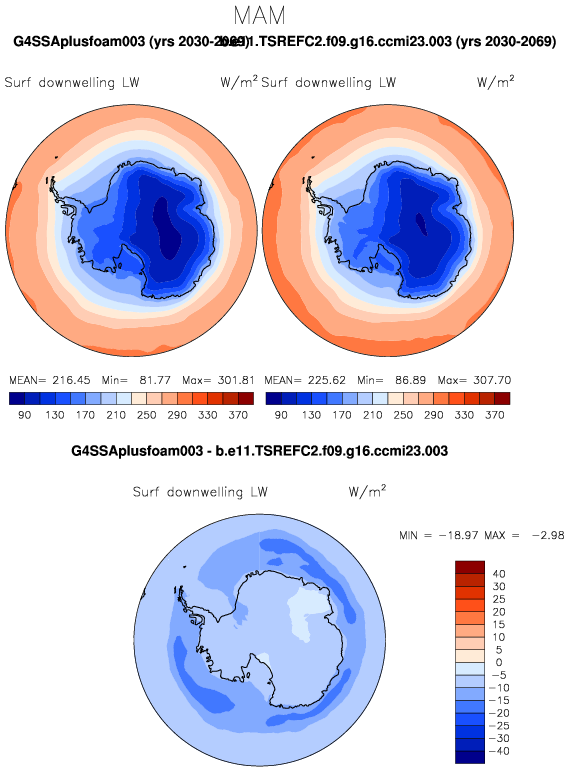 MAM
G4SSAplusfoam003 (yrs 2030-2069)
b.e11.TSREFC2.f09.g16.ccmi23.003 (yrs 2030-2069)
Surf downwelling LW W/m²
Surf downwelling LW W/m²
MEAN= 216.45 Min= 81.77 Max= 301.81
MEAN= 225.62 Min= 86.89 Max= 307.70
90 130 170 210 250 290 330 370
90 130 170 210 250 290 330 370
G4SSAplusfoam003 - b.e11.TSREFC2.f09.g16.ccmi23.003
Surf downwelling LW W/m²
MIN = -18.97 MAX = -2.98
40
30
25
20
15
10
5
0
-5
-10
-15
-20
-25
-30
-40